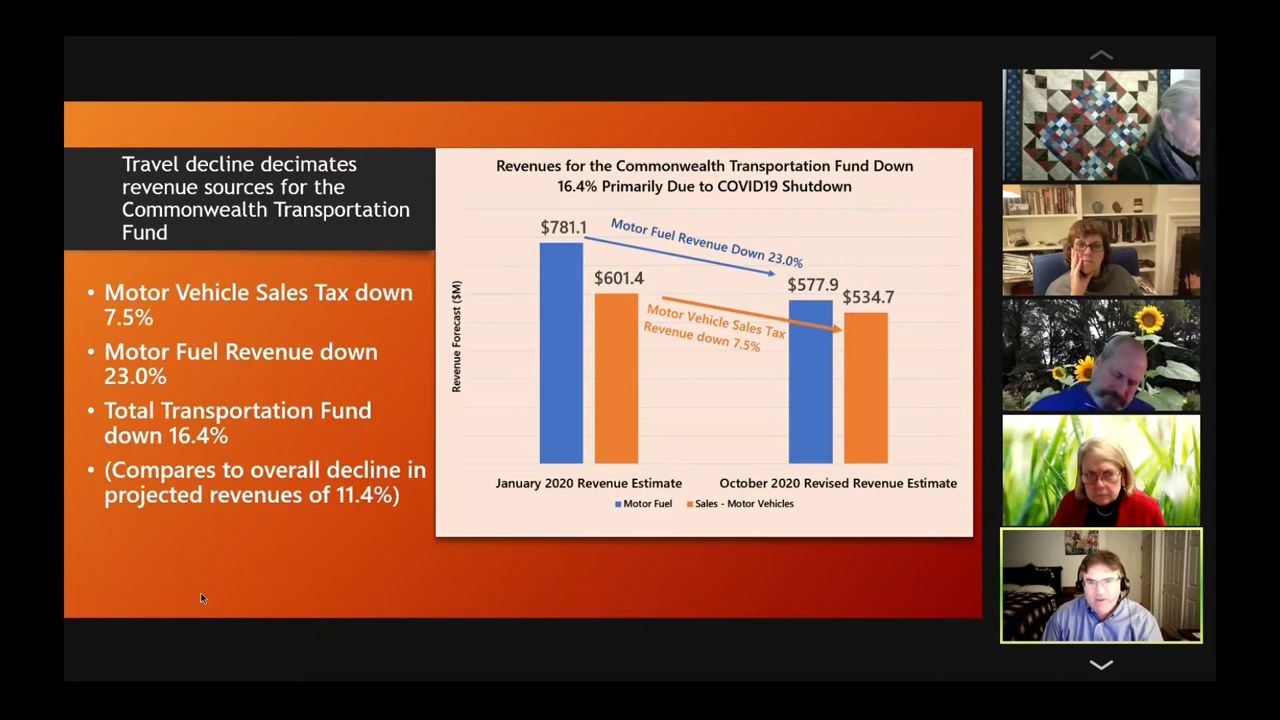 Travel decline decimates
revenue sources for the
Commonwealth Transportation
Fund
• Motor Vehicle Sales Tax down
7.5%
• Motor Fuel Revenue down
23.0%
• Total Transportation Fund
down 16.4%
• (Compares to overall decline in
projected revenues of 11.4%)
Revenues for the Commonwealth Transportation Fund Down
16.4% Primarily Due to COVID19 Shutdown
Revenue Forecast ($M)
$781.1
$601.4
Motor Fuel Revenue Down 23.0%
Motor Vehicle Sales Tax
Revenue down 7.5%
$577.9
$534.7
January 2020 Revenue Estimate
October 2020 Revised Revenue Estimate
Motor Fuel
Sales - Motor Vehicles